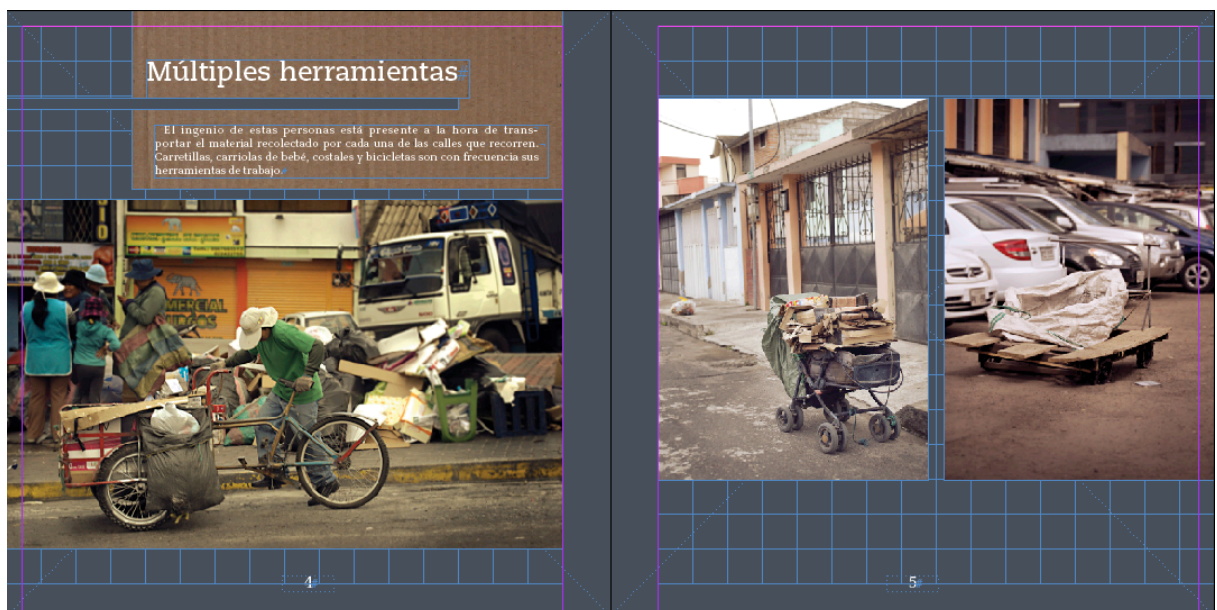 Múltiples herramientas
El ingenio de estas personas está presente a la hora de trans-
portar el material recolectado por cada una de las calles que recorren.
Carretillas, carriolas de bebé, costales y bicicletas son con frecuencia sus
herramientas de trabajo.
4
5